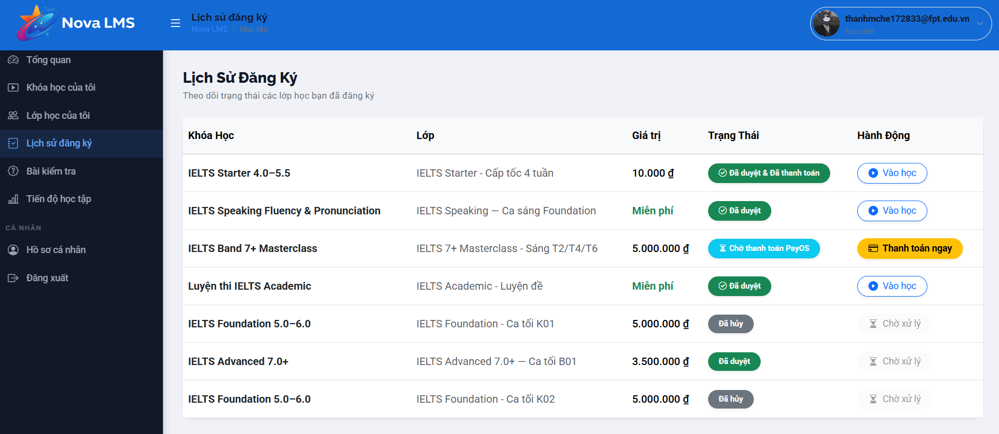 Nova LMS
Lịch sử đăng ký
Nova LMS > Học tập
thanhmche172833@fpt.edu.vn
Học viên
Tổng quan
Khóa học của tôi
Lớp học của tôi
Lịch sử đăng ký
Bài kiểm tra
Tiến độ học tập
CÁ NHÂN
Hồ sơ cá nhân
Đăng xuất
Lịch Sử Đăng Ký
Theo dõi trạng thái các lớp học bạn đã đăng ký
Khóa Học Lớp Giá trị Trạng Thái Hành Động
IELTS Starter 4.0–5.5 IELTS Starter - Cấp tốc 4 tuần 10.000 ₫ Đã duyệt & Đã thanh toán Vào học
IELTS Speaking Fluency & Pronunciation IELTS Speaking — Ca sáng Foundation Miễn phí Đã duyệt Vào học
IELTS Band 7+ Masterclass IELTS 7+ Masterclass - Sáng T2/T4/T6 5.000.000 ₫ Chờ thanh toán PayOS Thanh toán ngay
Luyện thi IELTS Academic IELTS Academic - Luyện đề Miễn phí Đã duyệt Vào học
IELTS Foundation 5.0–6.0 IELTS Foundation - Ca tối K01 5.000.000 ₫ Đã hủy Chờ xử lý
IELTS Advanced 7.0+ IELTS Advanced 7.0+ — Ca tối B01 3.500.000 ₫ Đã duyệt Chờ xử lý
IELTS Foundation 5.0–6.0 IELTS Foundation - Ca tối K02 5.000.000 ₫ Đã hủy Chờ xử lý